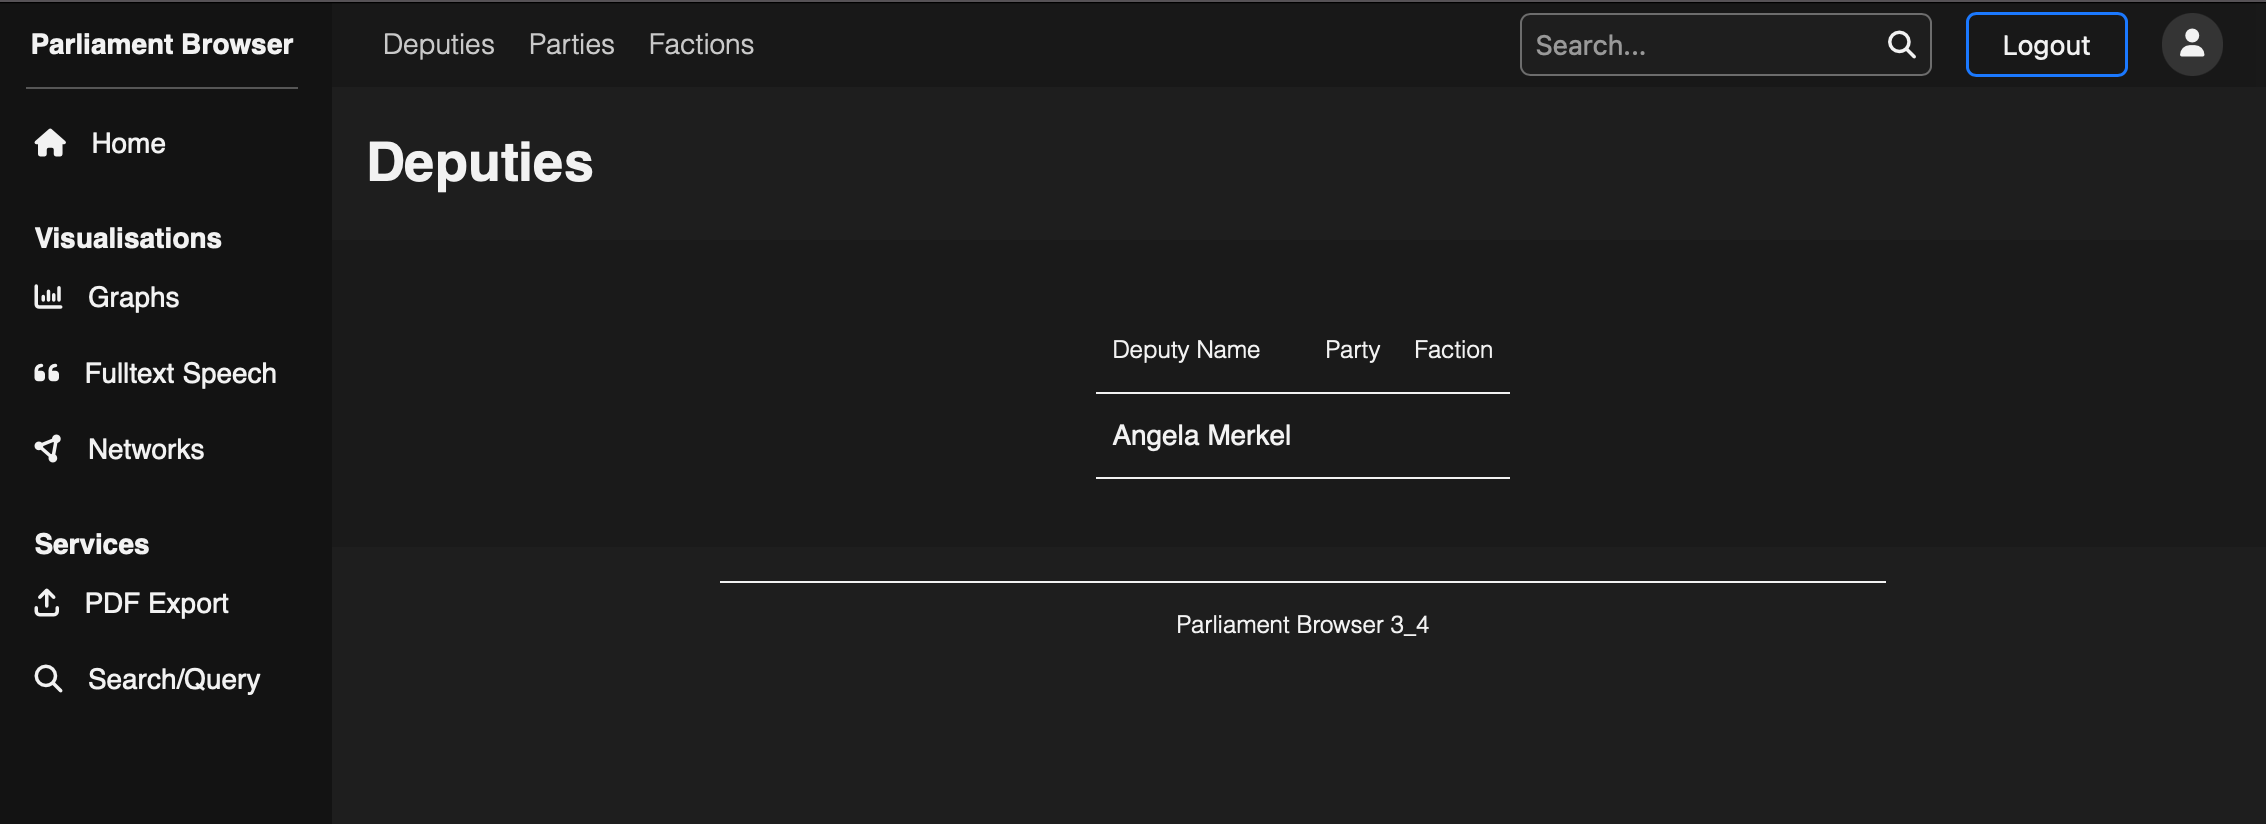 Parliament Browser
Deputies Parties Factions
Search...
Logout
Home
Visualisations
Graphs
Fulltext Speech
Networks
Services
PDF Export
Search/Query
Deputies
Deputy Name Party Faction
Angela Merkel
Parliament Browser 3_4